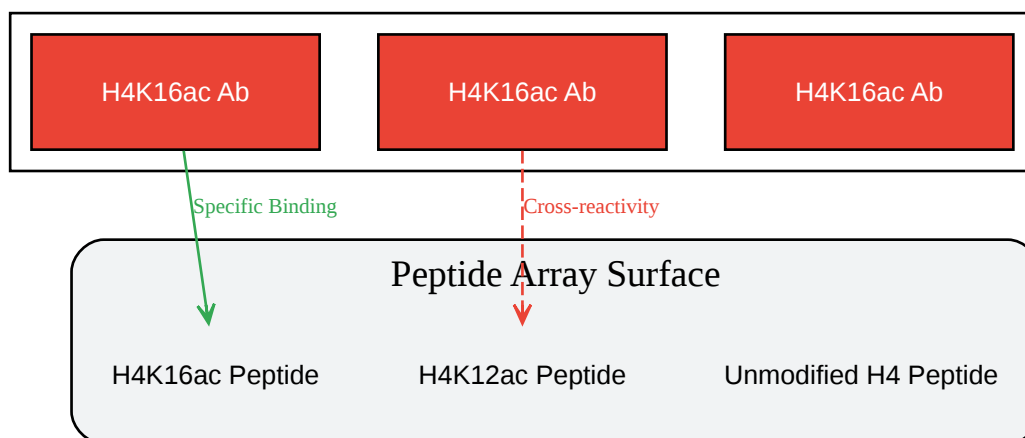 H4K16ac Ab
H4K16ac Ab
H4K16ac Ab
Specific Binding
Cross-reactivity
Peptide Array Surface
H4K16ac Peptide
H4K12ac Peptide
Unmodified H4 Peptide